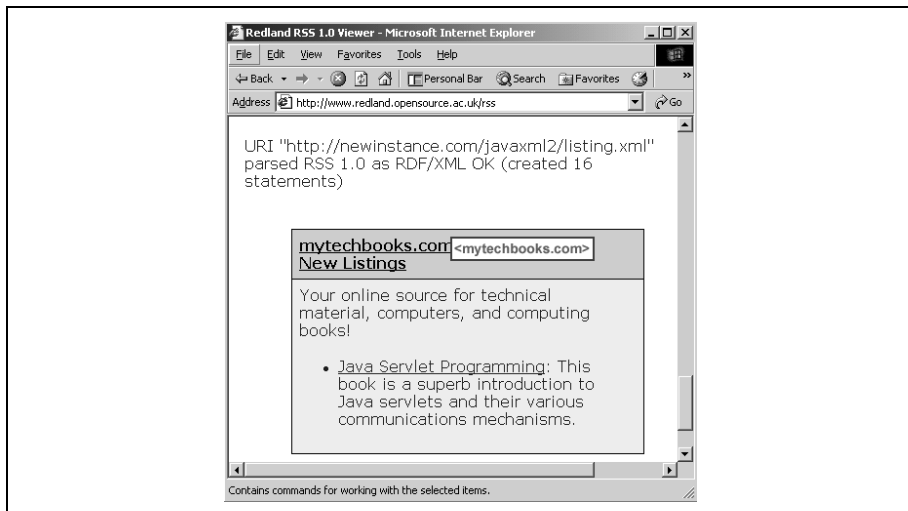 Redland RSS 1.0 Viewer - Microsoft Internet Explorer
File Edit View Favorites Tools Help
Back Personal Bar Search Favorites »
Address http://www.redland.opensource.ac.uk/rss Go
URI "http://newinstance.com/javaxml2/listing.xml"
parsed RSS 1.0 as RDF/XML OK (created 16
statements)
mytechbooks.com <mytechbooks.com>
New Listings
Your online source for technical
material, computers, and computing
books!
• Java Servlet Programming: This
book is a superb introduction to
Java servlets and their various
communications mechanisms.
Contains commands for working with the selected items.